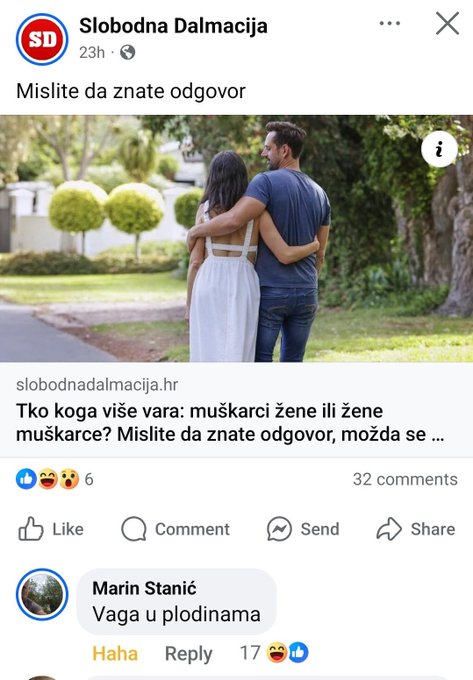 SD
Slobodna Dalmacija
23h ·
Mislite da znate odgovor
i
slobodnadalmacija.hr
Tko koga više vara: muškarci žene ili žene
muškarce? Mislite da znate odgovor, možda se ...
6
32 comments
Like
Comment
Send
Share
Marin Stanić
Vaga u plodinama
Haha
Reply
17